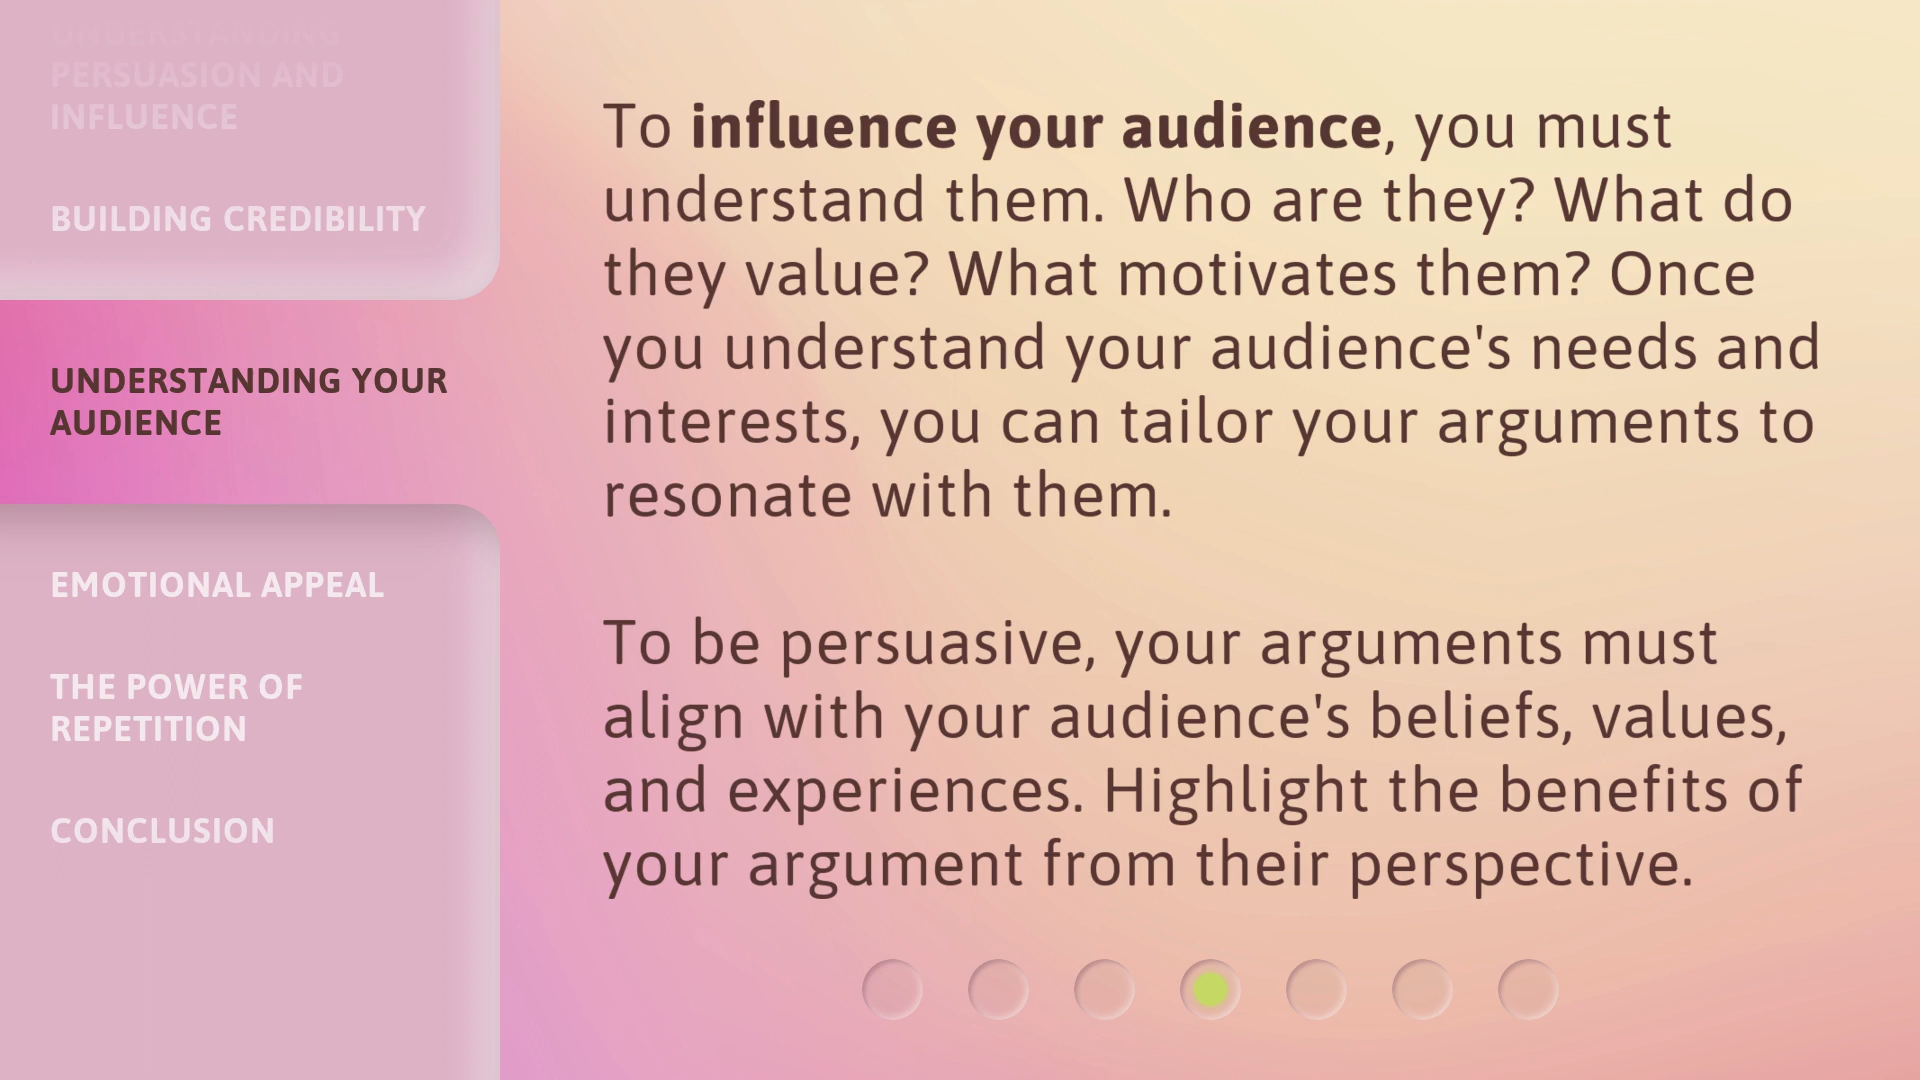 UNDERSTANDING
PERSUASION AND
INFLUENCE
BUILDING CREDIBILITY
UNDERSTANDING YOUR
AUDIENCE
EMOTIONAL APPEAL
THE POWER OF
REPETITION
CONCLUSION
To influence your audience, you must
understand them. Who are they? What do
they value? What motivates them? Once
you understand your audience's needs and
interests, you can tailor your arguments to
resonate with them.
To be persuasive, your arguments must
align with your audience's beliefs, values,
and experiences. Highlight the benefits of
your argument from their perspective.